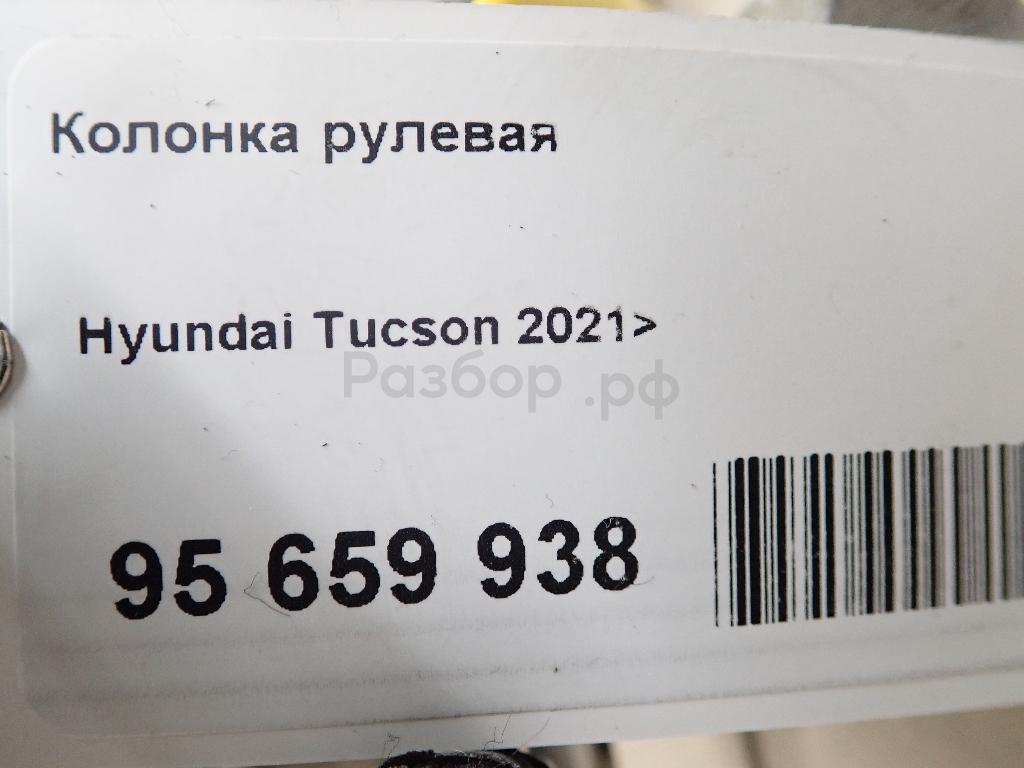 Колонка рулевая
Hyundai Tucson 2021>
Разбор .рф
95 659 938